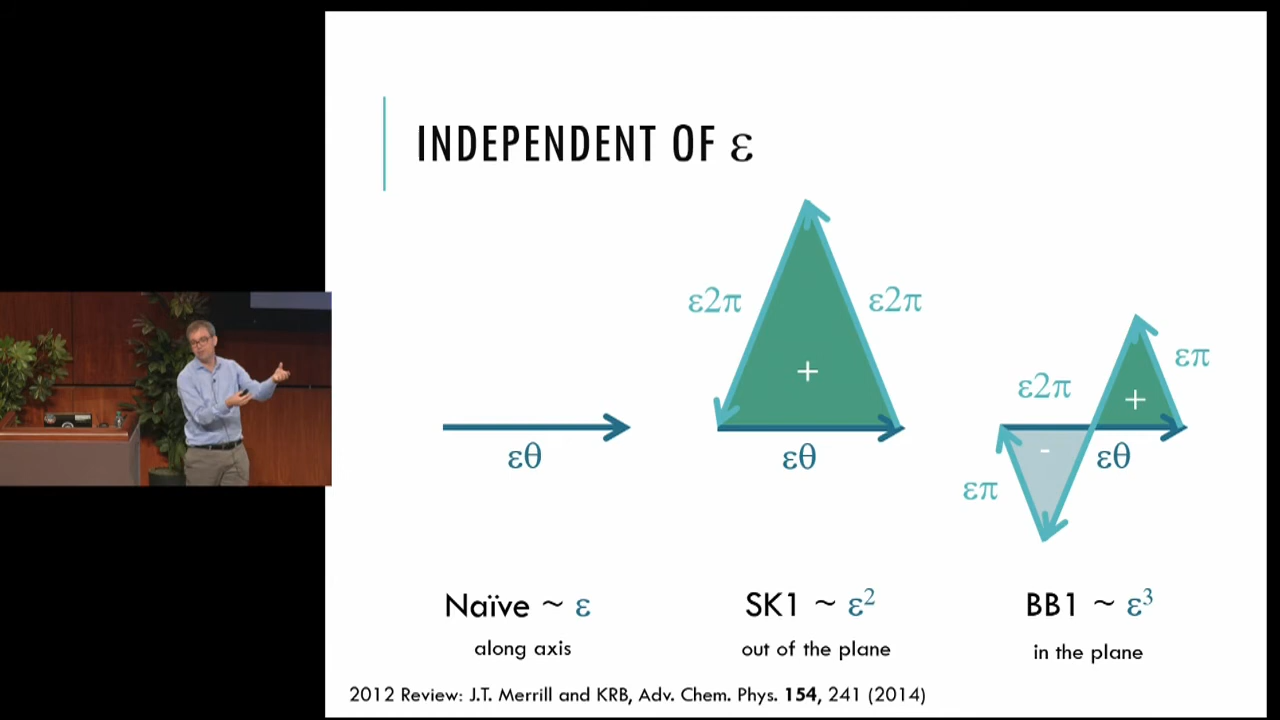 INDEPENDENT OF ε
ε2π
ε2π
+
εθ
εθ
ε2π
επ
+
-
εθ
επ
Naïve ~ ε
along axis
SK1 ~ ε²
out of the plane
BB1 ~ ε³
in the plane
2012 Review: J.T. Merrill and KRB, Adv. Chem. Phys. 154, 241 (2014)